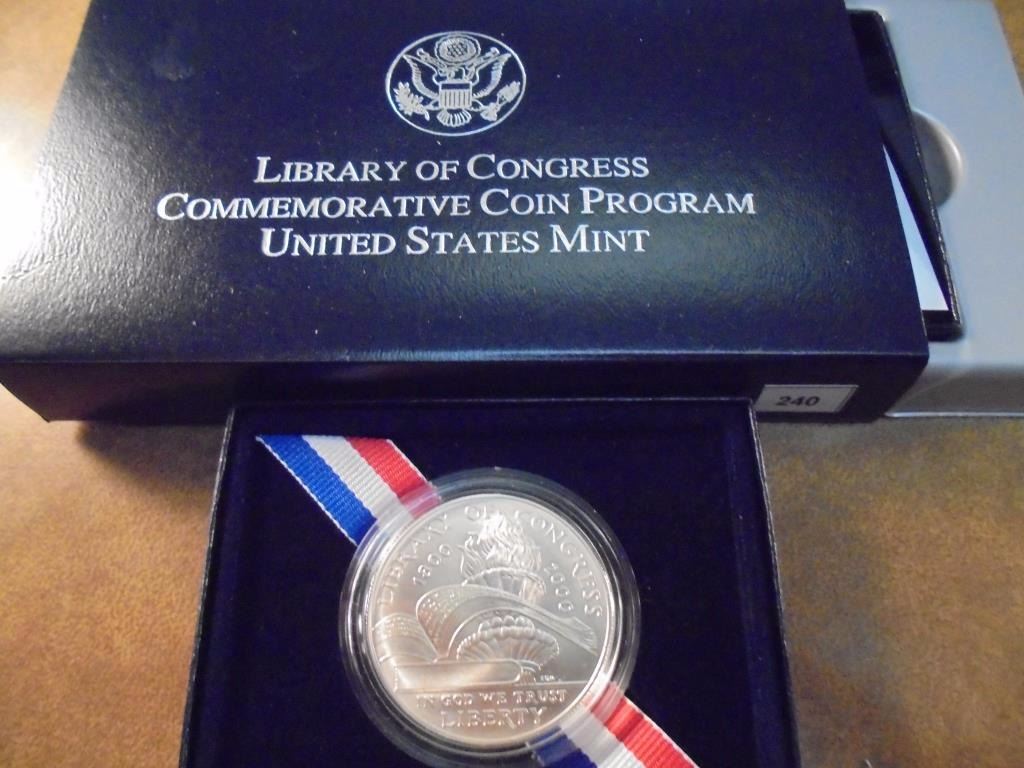 LIBRARY OF CONGRESS
COMMEMORATIVE COIN PROGRAM
UNITED STATES MINT
240
LIBRARY OF CONGRESS
1800 2000
IN GOD WE TRUST
LIBERTY